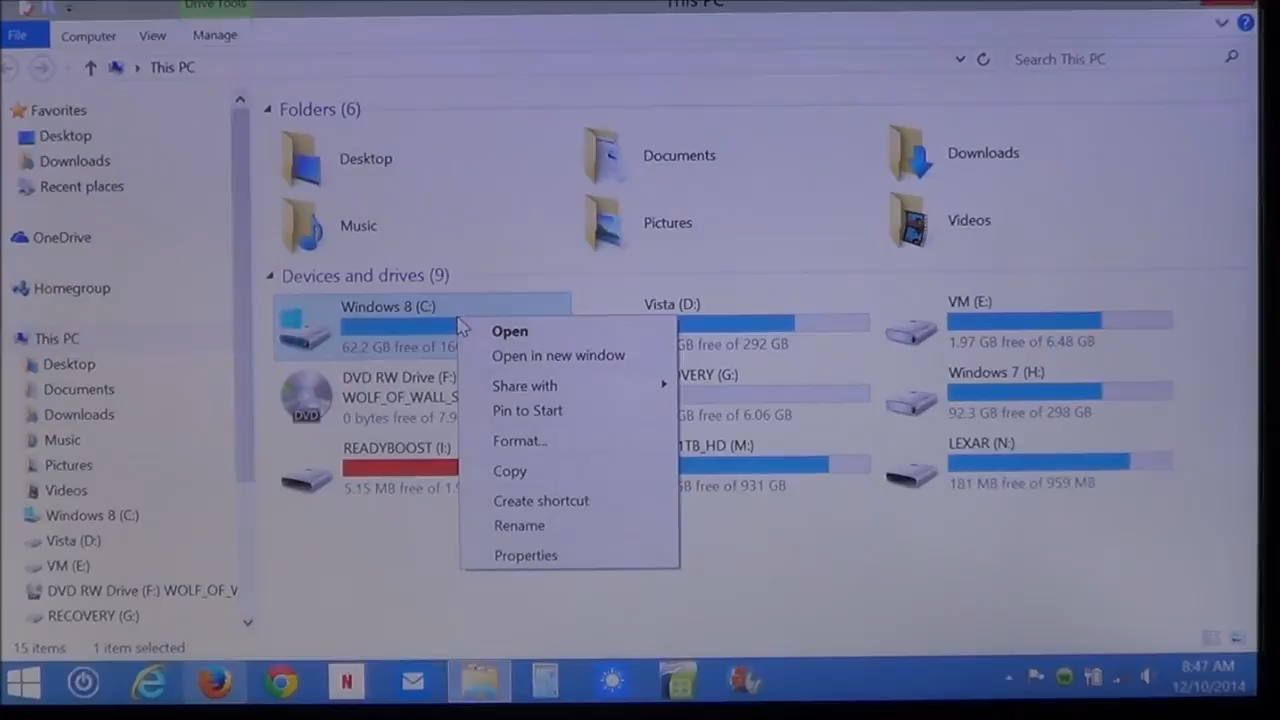 Drive Tools
This PC
File
Computer
View
Manage
This PC
Search This PC
Favorites
Desktop
Downloads
Recent places
OneDrive
Homegroup
This PC
Desktop
Documents
Downloads
Music
Pictures
Videos
Windows 8 (C:)
Vista (D:)
VM (E:)
DVD RW Drive (F:) WOLF_OF_W
RECOVERY (G:)
Folders (6)
Desktop
Documents
Downloads
Music
Pictures
Videos
Devices and drives (9)
Windows 8 (C:)
62.2 GB free of 16
Vista (D:)
GB free of 292 GB
VM (E:)
1.97 GB free of 6.48 GB
DVD RW Drive (F:)
WOLF_OF_WALL_S
0 bytes free of 7.9
DVD
VERY (G:)
GB free of 6.06 GB
Windows 7 (H:)
92.3 GB free of 298 GB
READYBOOST (I:)
5.15 MB free of 1.9
1TB_HD (M:)
GB free of 931 GB
LEXAR (N:)
181 MB free of 959 MB
Open
Open in new window
Share with
Pin to Start
Format...
Copy
Create shortcut
Rename
Properties
15 items
1 item selected
N
8:47 AM
12/10/2014